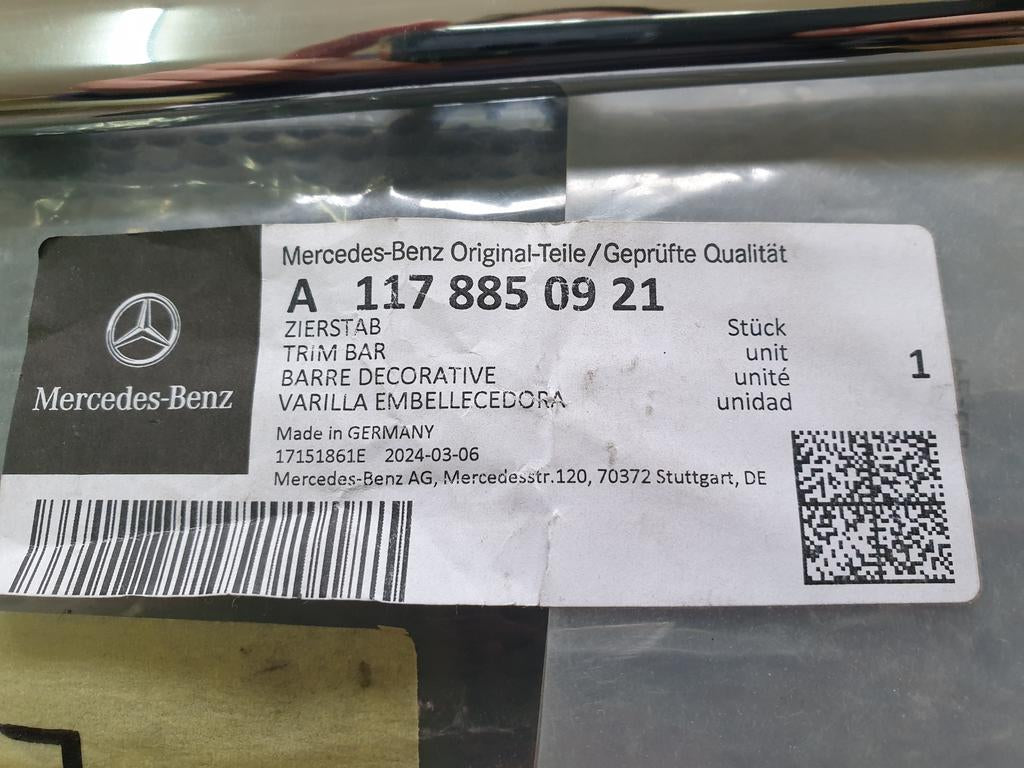 Mercedes-Benz
Mercedes-Benz Original-Teile/Geprüfte Qualität
A 117 885 09 21
ZIERSTAB Stück
TRIM BAR unit
BARRE DECORATIVE unité 1
VARILLA EMBELLECEDORA unidad
Made in GERMANY
17151861E 2024-03-06
Mercedes-Benz AG, Mercedesstr.120, 70372 Stuttgart, DE